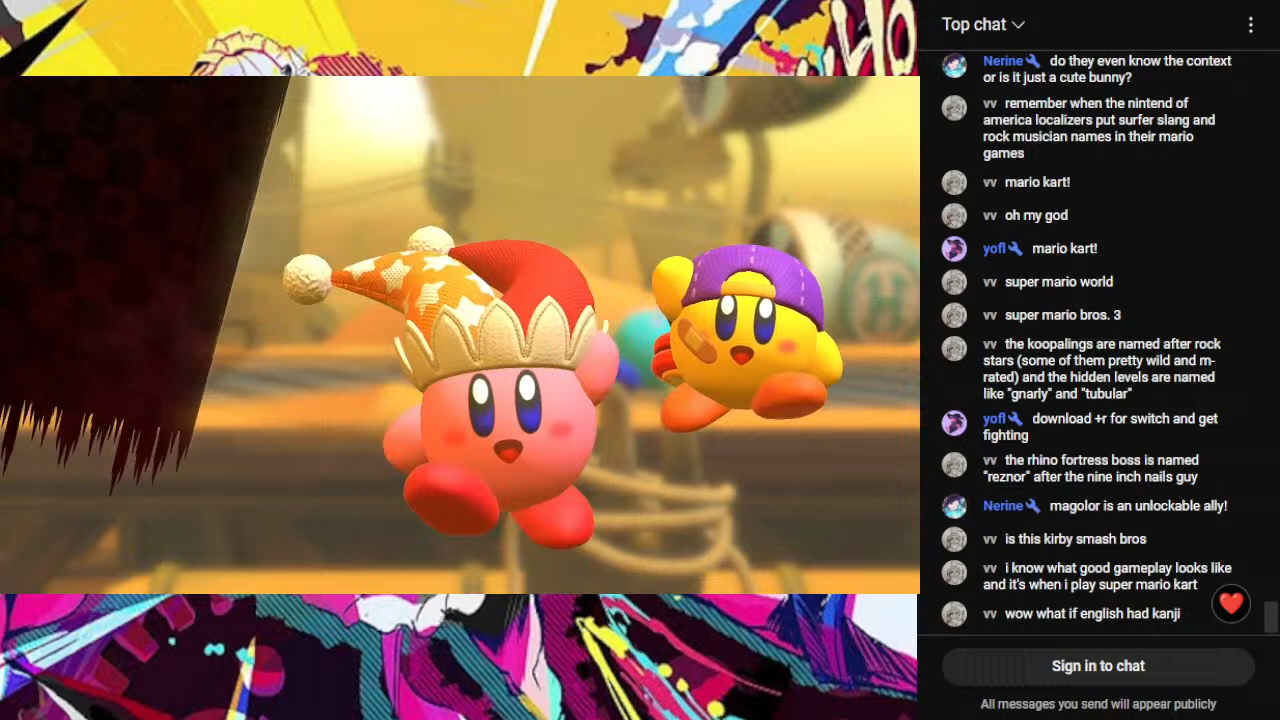 Top chat
Nerine do they even know the context
or is it just a cute bunny?
vv remember when the nintend of
america localizers put surfer slang and
rock musician names in their mario
games
vv mario kart!
vv oh my god
yofl mario kart!
vv super mario world
vv super mario bros. 3
vv the koopalings are named after rock
stars (some of them pretty wild and m-
rated) and the hidden levels are named
like "gnarly" and "tubular"
yofl download +r for switch and get
fighting
vv the rhino fortress boss is named
"reznor" after the nine inch nails guy
Nerine magolor is an unlockable ally!
vv is this kirby smash bros
vv i know what good gameplay looks like
and it's when i play super mario kart
vv wow what if english had kanji
Sign in to chat
All messages you send will appear publicly